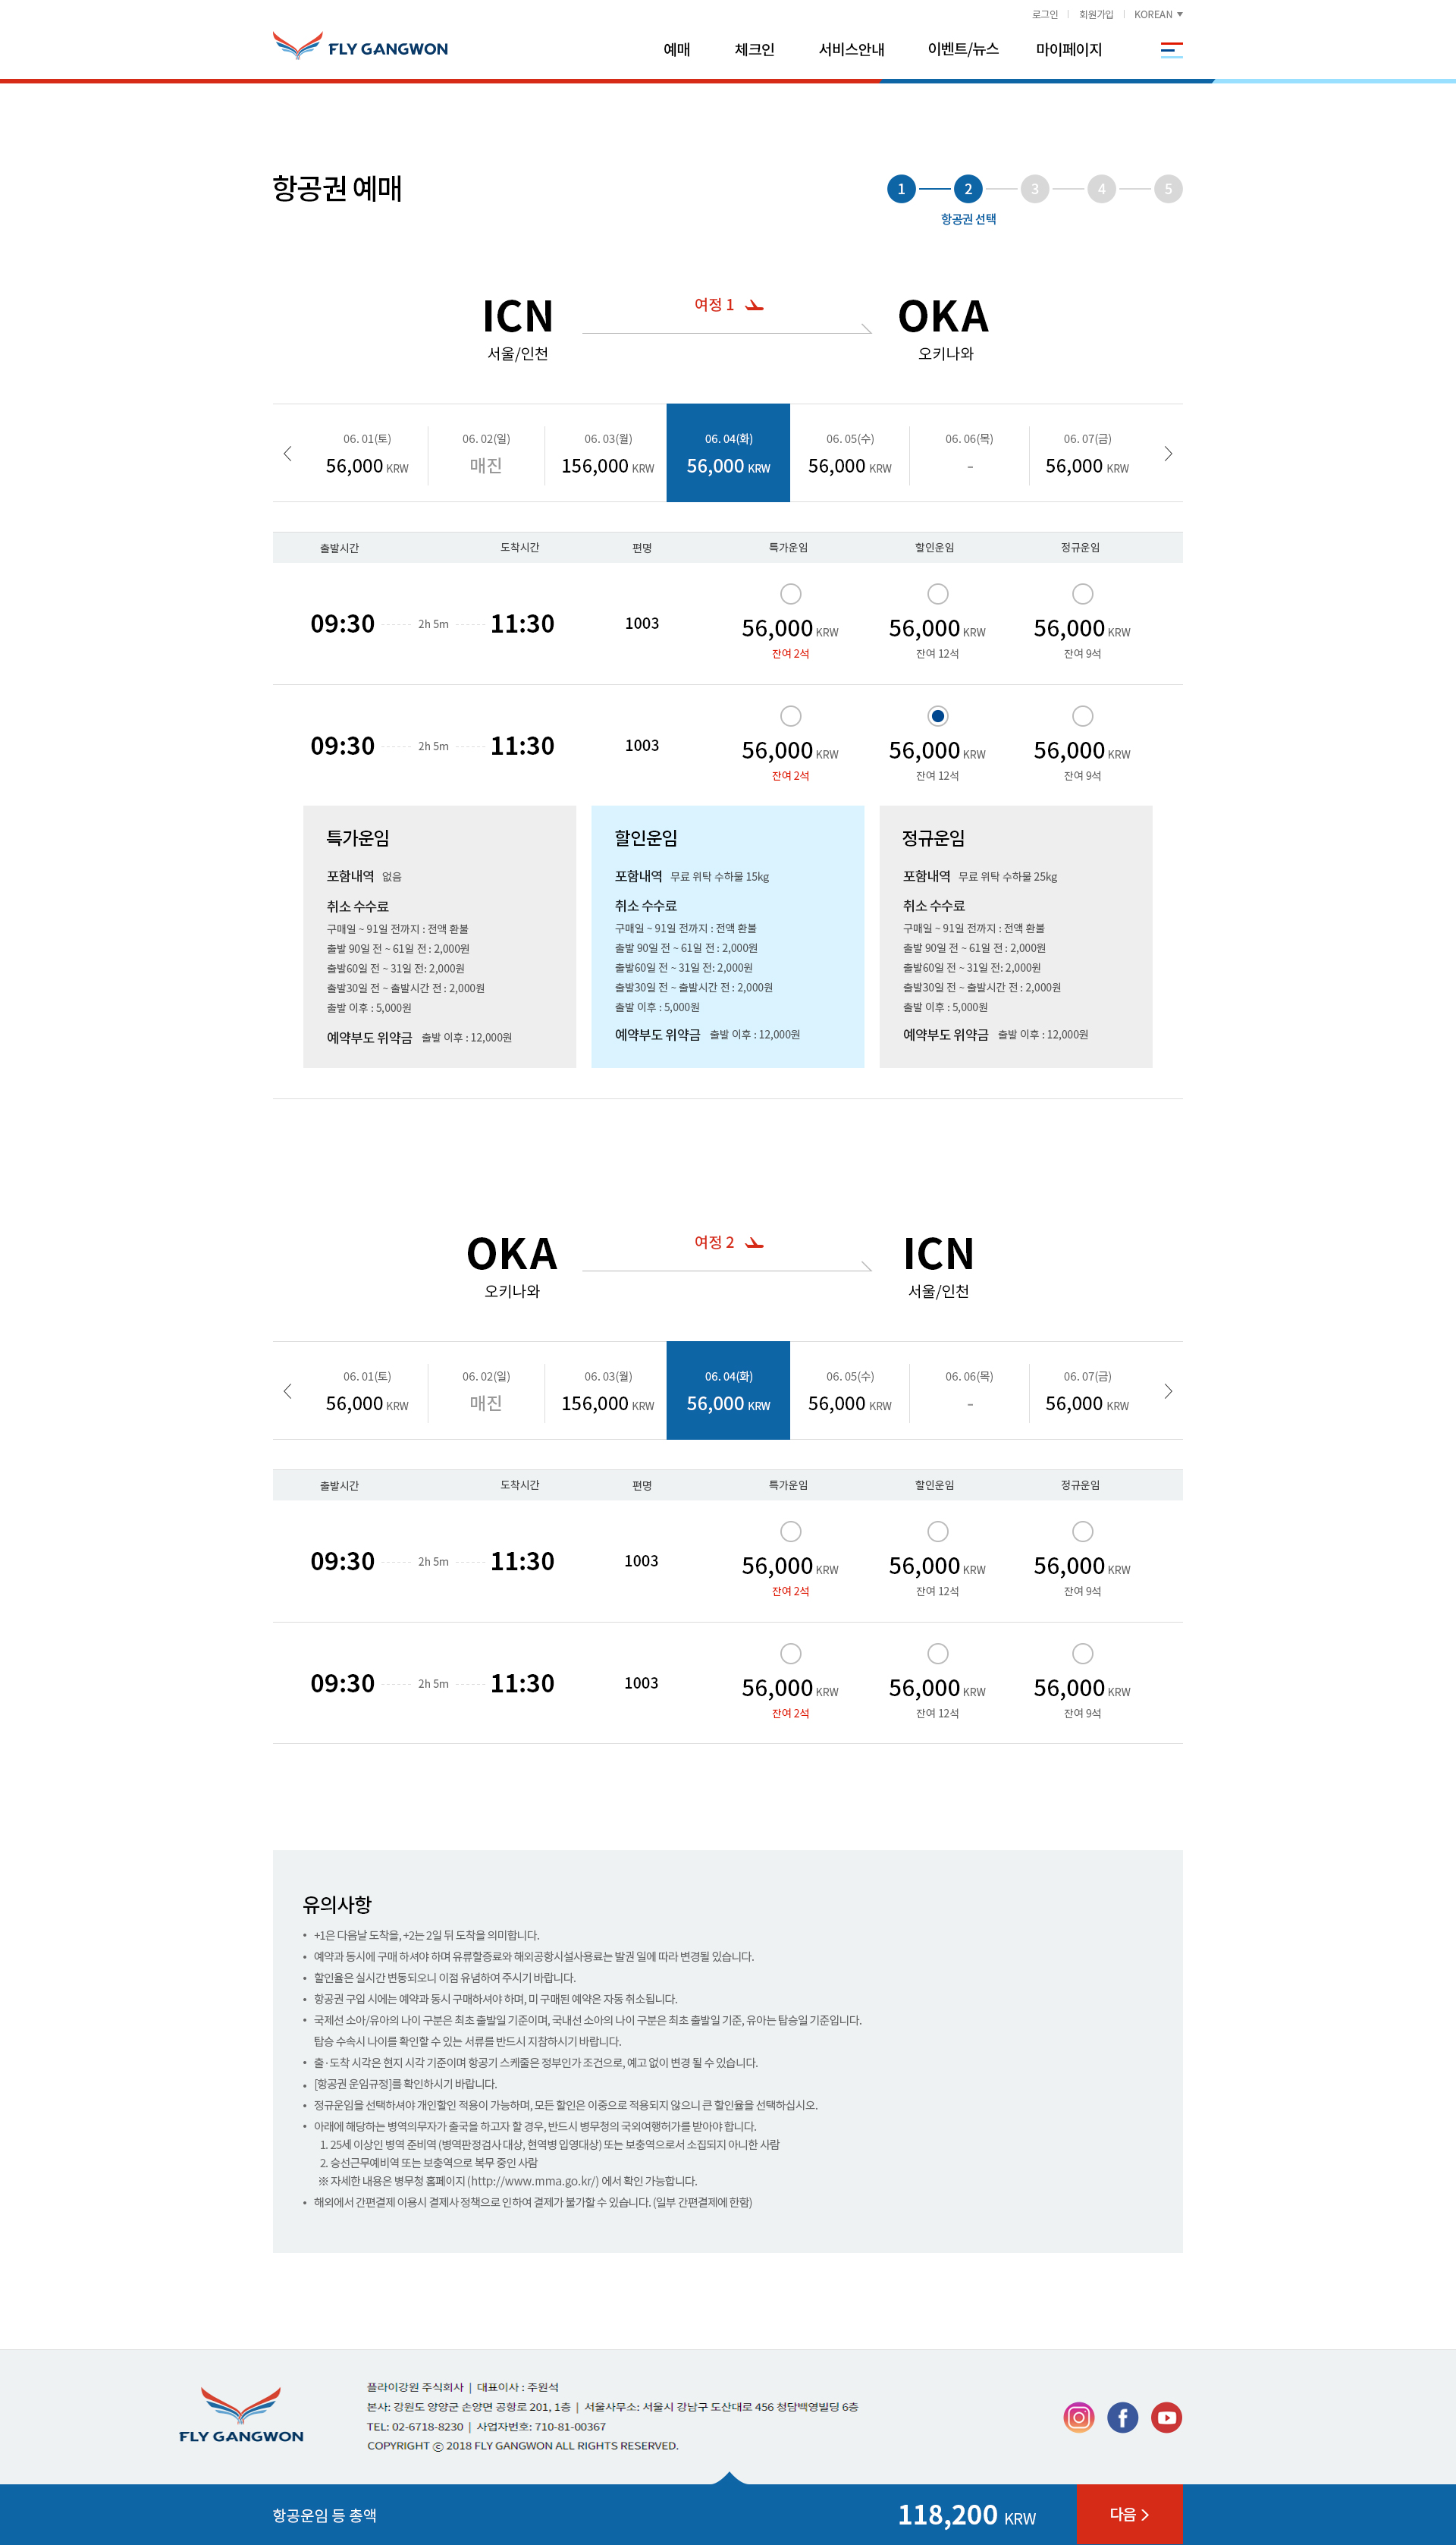 로그인 회원가입 KOREAN
FLY GANGWON 예매 체크인 서비스안내 이벤트/뉴스 마이페이지
항공권 예매 1 2 3 4 5
항공권 선택
ICN 여정 1 OKA
서울/인천 오키나와
06. 01(토) 06. 02(일) 06. 03(월) 06. 04(화) 06. 05(수) 06. 06(목) 06. 07(금)
56,000 KRW 매진 156,000 KRW 56,000 KRW 56,000 KRW - 56,000 KRW
출발시간 도착시간 편명 특가운임 할인운임 정규운임
09:30 2h 5m 11:30 1003 56,000 KRW 56,000 KRW 56,000 KRW
잔여 2석 잔여 12석 잔여 9석
09:30 2h 5m 11:30 1003 56,000 KRW 56,000 KRW 56,000 KRW
잔여 2석 잔여 12석 잔여 9석
특가운임
포함내역 없음
취소 수수료
구매일 ~ 91일 전까지 : 전액 환불
출발 90일 전 ~ 61일 전 : 2,000원
출발60일 전 ~ 31일 전: 2,000원
출발30일 전 ~ 출발시간 전 : 2,000원
출발 이후 : 5,000원
예약부도 위약금 출발 이후 : 12,000원
할인운임
포함내역 무료 위탁 수하물 15kg
취소 수수료
구매일 ~ 91일 전까지 : 전액 환불
출발 90일 전 ~ 61일 전 : 2,000원
출발60일 전 ~ 31일 전: 2,000원
출발30일 전 ~ 출발시간 전 : 2,000원
출발 이후 : 5,000원
예약부도 위약금 출발 이후 : 12,000원
정규운임
포함내역 무료 위탁 수하물 25kg
취소 수수료
구매일 ~ 91일 전까지 : 전액 환불
출발 90일 전 ~ 61일 전 : 2,000원
출발60일 전 ~ 31일 전: 2,000원
출발30일 전 ~ 출발시간 전 : 2,000원
출발 이후 : 5,000원
예약부도 위약금 출발 이후 : 12,000원
OKA 여정 2 ICN
오키나와 서울/인천
06. 01(토) 06. 02(일) 06. 03(월) 06. 04(화) 06. 05(수) 06. 06(목) 06. 07(금)
56,000 KRW 매진 156,000 KRW 56,000 KRW 56,000 KRW - 56,000 KRW
출발시간 도착시간 편명 특가운임 할인운임 정규운임
09:30 2h 5m 11:30 1003 56,000 KRW 56,000 KRW 56,000 KRW
잔여 2석 잔여 12석 잔여 9석
09:30 2h 5m 11:30 1003 56,000 KRW 56,000 KRW 56,000 KRW
잔여 2석 잔여 12석 잔여 9석
유의사항
• +1은 다음날 도착을, +2는 2일 뒤 도착을 의미합니다.
• 예약과 동시에 구매 하셔야 하며 유류할증료와 해외공항시설사용료는 발권 일에 따라 변경될 있습니다.
• 할인율은 실시간 변동되오니 이점 유념하여 주시기 바랍니다.
• 항공권 구입 시에는 예약과 동시 구매하셔야 하며, 미 구매된 예약은 자동 취소됩니다.
• 국제선 소아/유아의 나이 구분은 최초 출발일 기준이며, 국내선 소아의 나이 구분은 최초 출발일 기준, 유아는 탑승일 기준입니다.
탑승 수속시 나이를 확인할 수 있는 서류를 반드시 지참하시기 바랍니다.
• 출·도착 시각은 현지 시각 기준이며 항공기 스케줄은 정부인가 조건으로, 예고 없이 변경 될 수 있습니다.
• [항공권 운임규정]를 확인하시기 바랍니다.
• 정규운임을 선택하셔야 개인할인 적용이 가능하며, 모든 할인은 이중으로 적용되지 않으니 큰 할인율을 선택하십시오.
• 아래에 해당하는 병역의무자가 출국을 하고자 할 경우, 반드시 병무청의 국외여행허가를 받아야 합니다.
1. 25세 이상인 병역 준비역 (병역판정검사 대상, 현역병 입영대상) 또는 보충역으로서 소집되지 아니한 사람
2. 승선근무예비역 또는 보충역으로 복무 중인 사람
※ 자세한 내용은 병무청 홈페이지 (http://www.mma.go.kr/) 에서 확인 가능합니다.
• 해외에서 간편결제 이용시 결제사 정책으로 인하여 결제가 불가할 수 있습니다. (일부 간편결제에 한함)
FLY GANGWON
플라이강원 주식회사 | 대표이사 : 주원석
본사: 강원도 양양군 손양면 공항로 201, 1층 | 서울사무소: 서울시 강남구 도산대로 456 청담백영빌딩 6층
TEL: 02-6718-8230 | 사업자번호: 710-81-00367
COPYRIGHT ⓒ 2018 FLY GANGWON ALL RIGHTS RESERVED.
항공운임 등 총액 118,200 KRW 다음